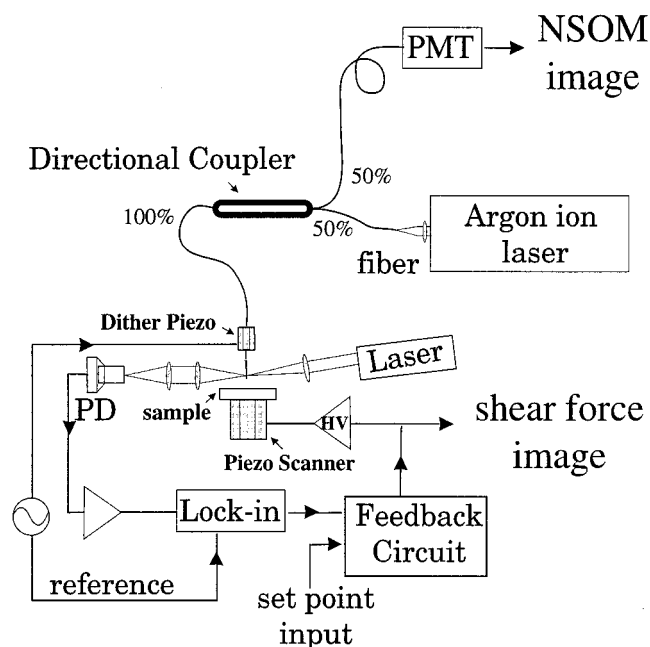 PMT
NSOM
image
Directional Coupler
50%
100%
50%
Argon ion
laser
fiber
Dither Piezo
Laser
PD
sample
HV
shear force
image
Piezo Scanner
Lock-in
Feedback
Circuit
reference
set point
input